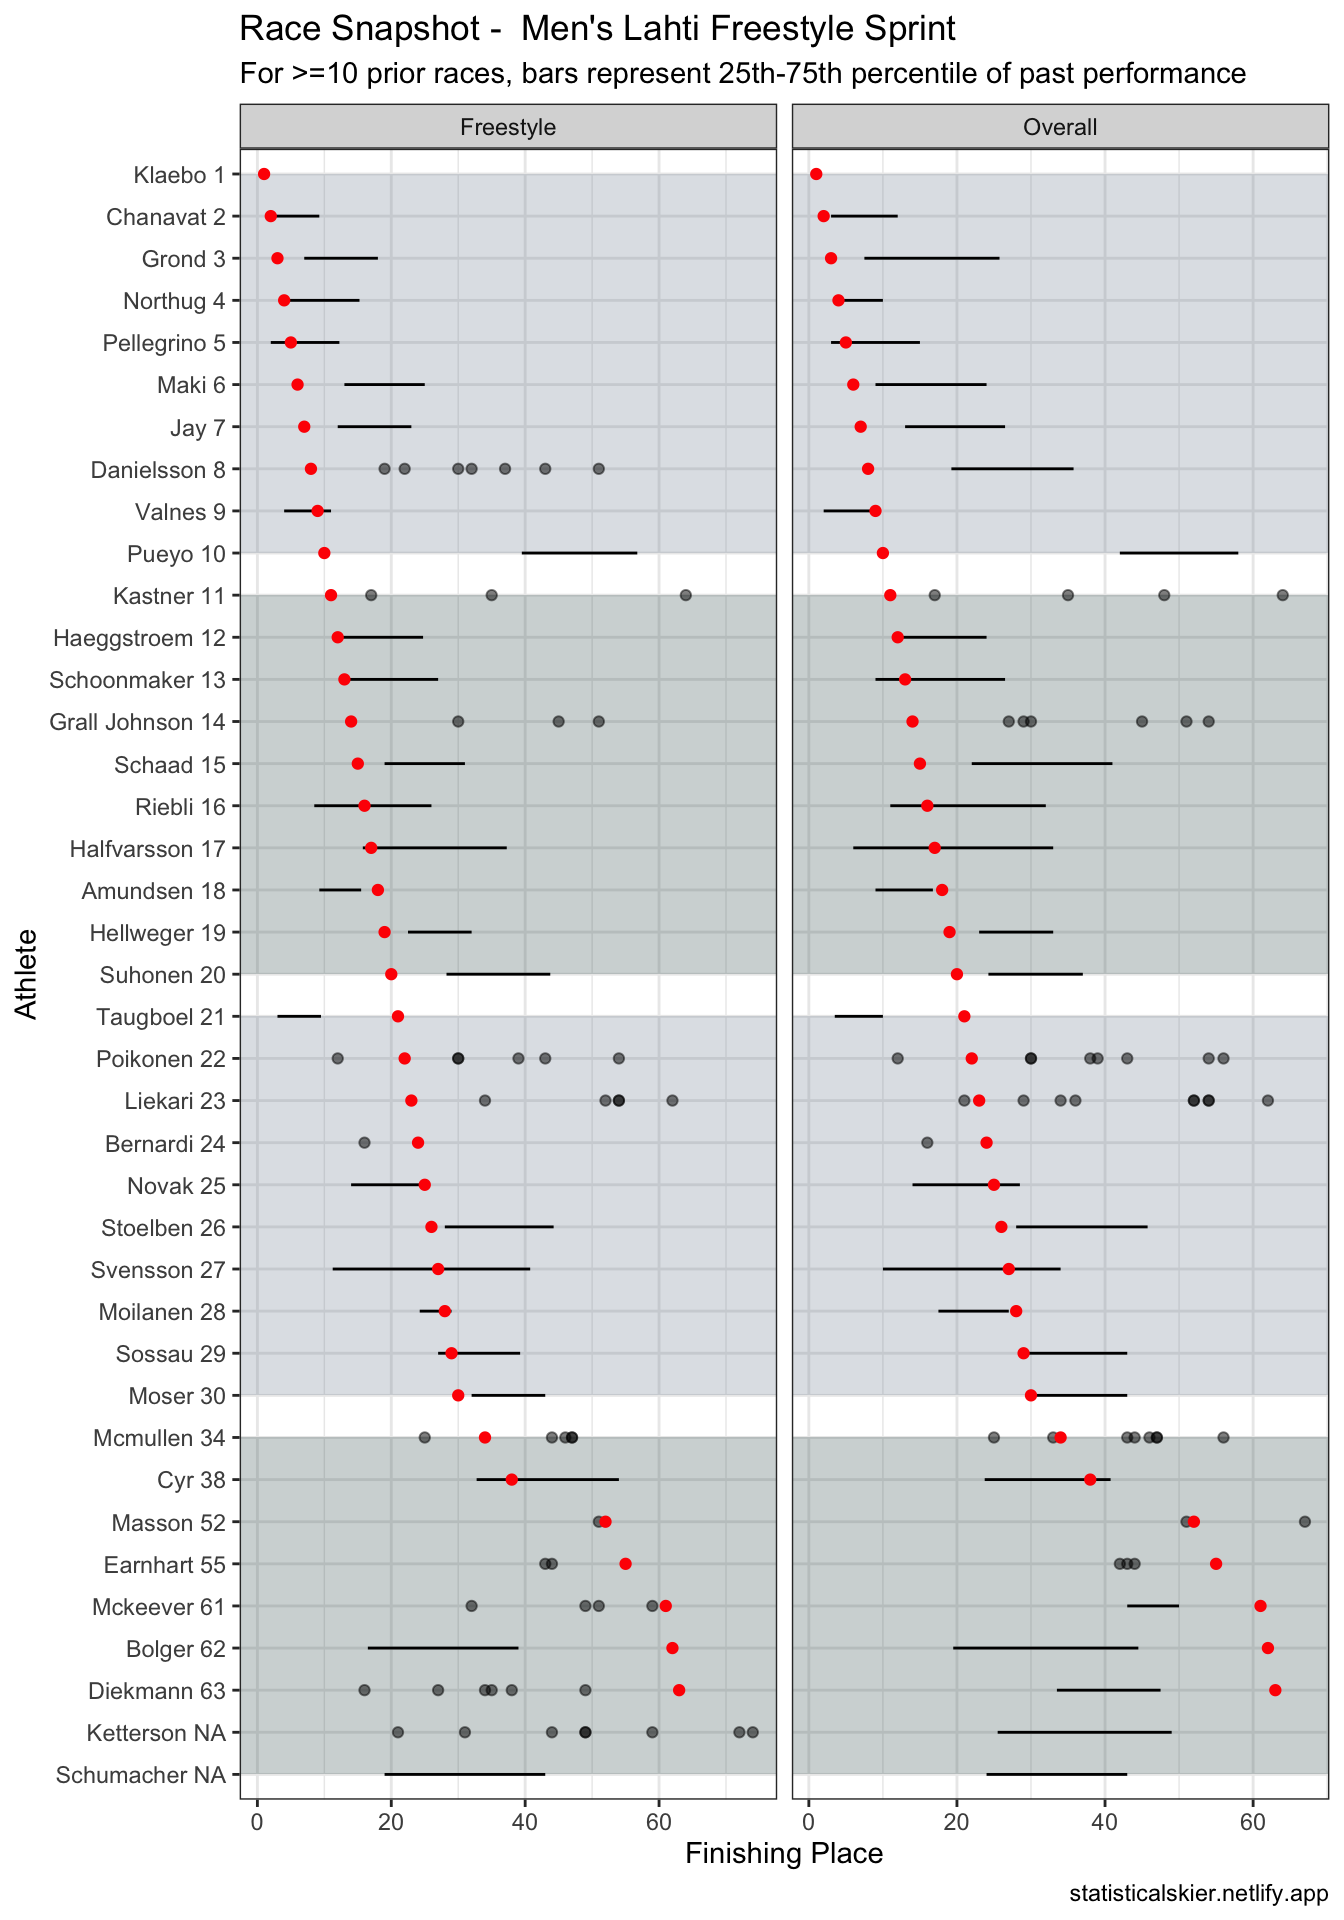 Race Snapshot -  Men's Lahti Freestyle Sprint
For >=10 prior races, bars represent 25th-75th percentile of past performance
Freestyle
Overall
Athlete
Klaebo 1
Chanavat 2
Grond 3
Northug 4
Pellegrino 5
Maki 6
Jay 7
Danielsson 8
Valnes 9
Pueyo 10
Kastner 11
Haeggstroem 12
Schoonmaker 13
Grall Johnson 14
Schaad 15
Riebli 16
Halfvarsson 17
Amundsen 18
Hellweger 19
Suhonen 20
Taugboel 21
Poikonen 22
Liekari 23
Bernardi 24
Novak 25
Stoelben 26
Svensson 27
Moilanen 28
Sossau 29
Moser 30
Mcmullen 34
Cyr 38
Masson 52
Earnhart 55
Mckeever 61
Bolger 62
Diekmann 63
Ketterson NA
Schumacher NA
0 20 40 60
0 20 40 60
Finishing Place
statisticalskier.netlify.app